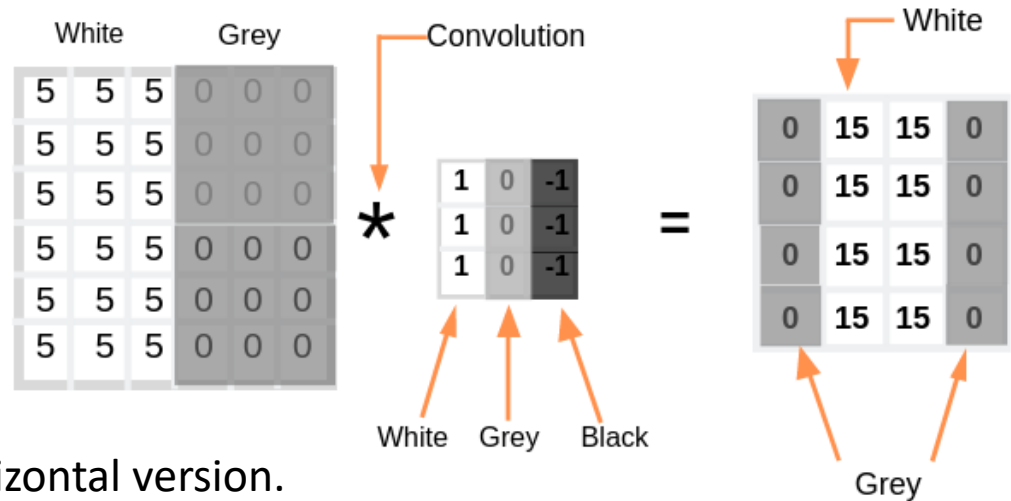 White Grey Convolution White
5 5 5 0 0 0
5 5 5 0 0 0
5 5 5 0 0 0
5 5 5 0 0 0
5 5 5 0 0 0
5 5 5 0 0 0
*
1 0 -1
1 0 -1
1 0 -1
=
0 15 15 0
0 15 15 0
0 15 15 0
0 15 15 0
White Grey Black
Grey
izontal version.